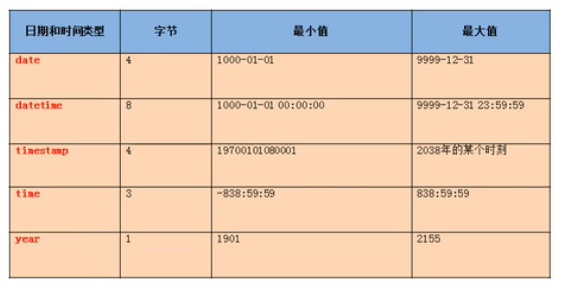 日期和时间类型 字节 最小值 最大值
date 4 1000-01-01 9999-12-31
datetime 8 1000-01-01 00:00:00 9999-12-31 23:59:59
timestamp 4 19700101080001 2038年的某个时刻
time 3 -838:59:59 838:59:59
year 1 1901 2155